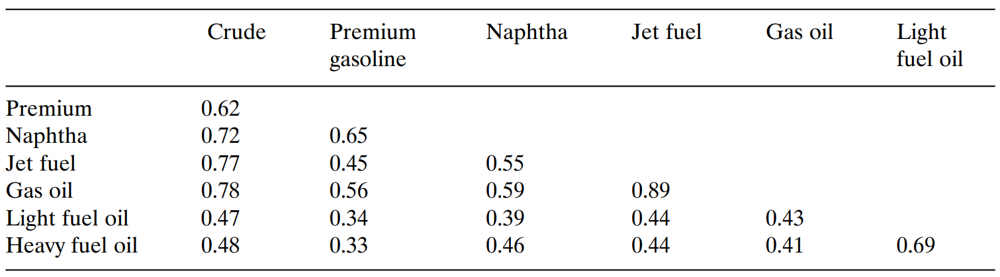 Crude Premium Naphtha Jet fuel Gas oil Light
gasoline fuel oil
Premium 0.62
Naphtha 0.72 0.65
Jet fuel 0.77 0.45 0.55
Gas oil 0.78 0.56 0.59 0.89
Light fuel oil 0.47 0.34 0.39 0.44 0.43
Heavy fuel oil 0.48 0.33 0.46 0.44 0.41 0.69